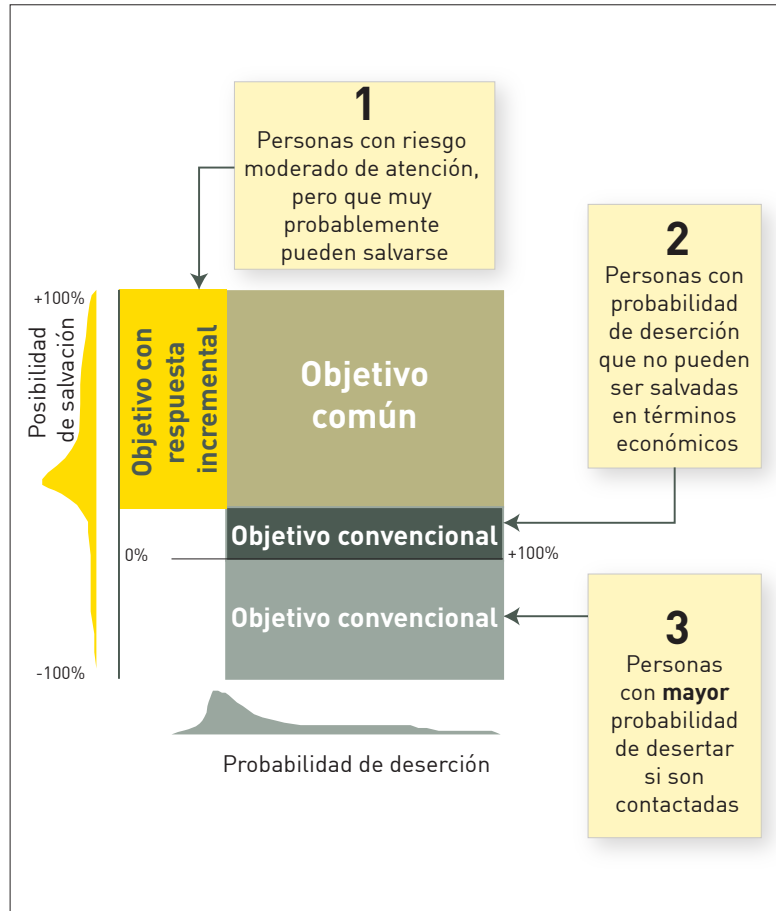 1
Personas con riesgo
moderado de atención,
pero que muy
probablemente
pueden salvarse
2
Personas con
probabilidad
de deserción
que no pueden
ser salvadas
en términos
económicos
+100%
Posibilidad
de salvación
Objetivo con
respuesta
incremental
Objetivo
común
Objetivo convencional
0%
+100%
Objetivo convencional
-100%
3
Personas
con mayor
probabilidad
de desertar
si son
contactadas
Probabilidad de deserción